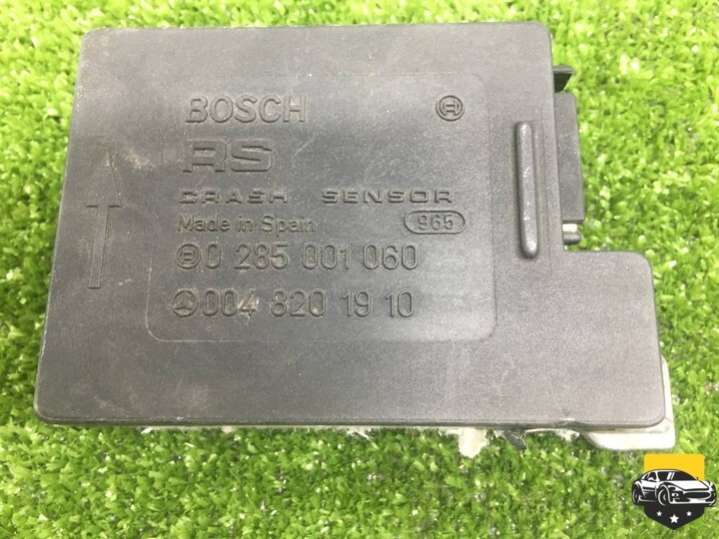 BOSCH
RS
CRASH SENSOR
Made in Spain 965
0 285 001 060
004 820 19 10